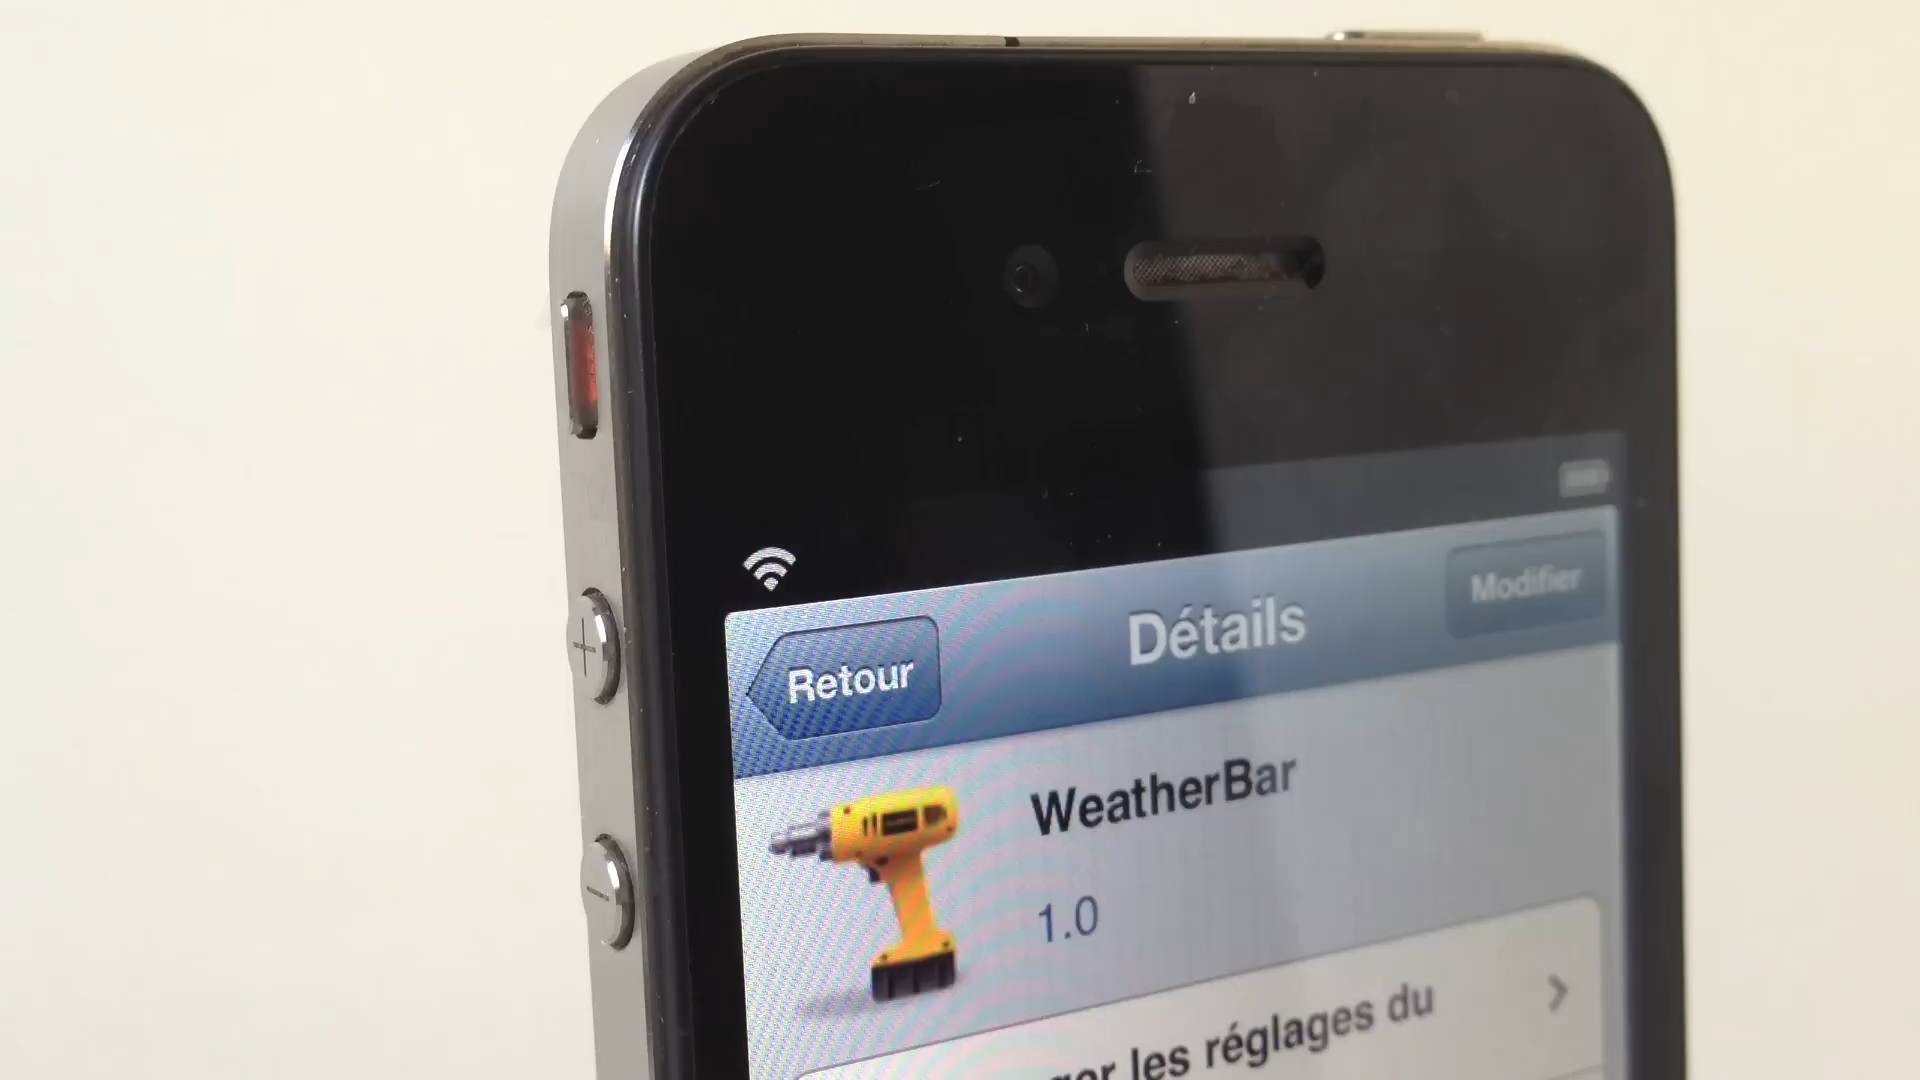 Retour
Détails
Modifier
WeatherBar
1.0
les réglages du